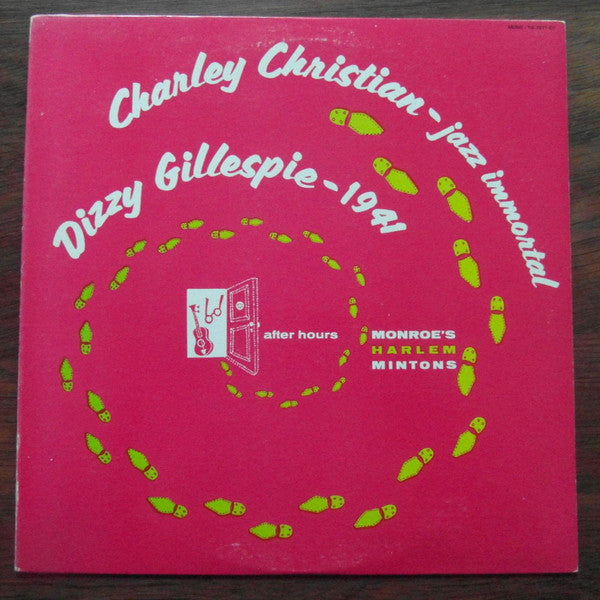 Charley Christian - jazz immortal
Dizzy Gillespie - 1941
after hours
MONROE'S
HARLEM
MINTONS